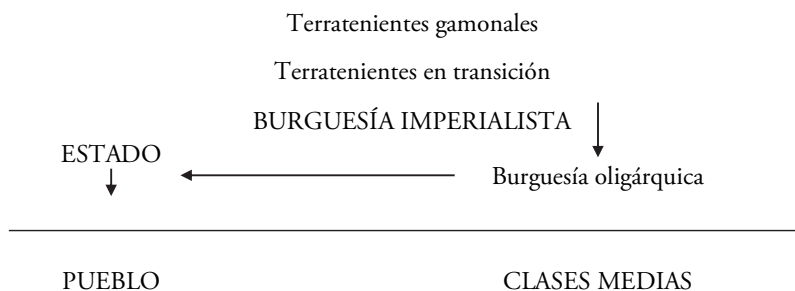 Terratenientes gamonales
Terratenientes en transición
BURGUESÍA IMPERIALISTA
ESTADO
Burguesía oligárquica
PUEBLO
CLASES MEDIAS